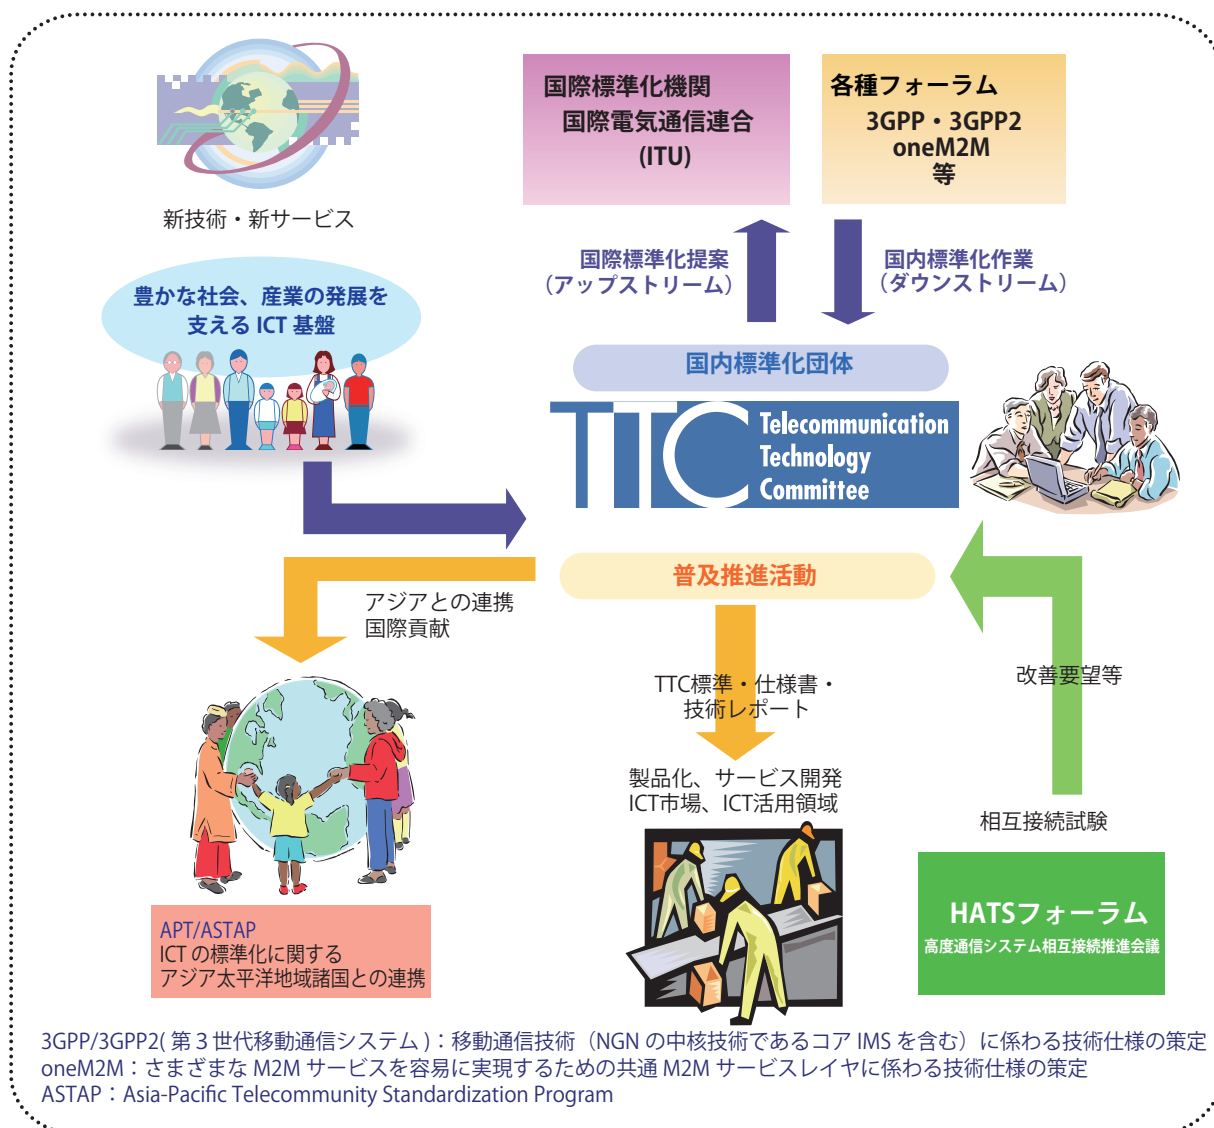 国際標準化機関
国際電気通信連合
(ITU)
各種フォーラム
3GPP・3GPP2
oneM2M
等
新技術・新サービス
国際標準化提案
（アップストリーム）
国内標準化作業
（ダウンストリーム）
豊かな社会、産業の発展を
支える ICT 基盤
国内標準化団体
TTC
Telecommunication
Technology
Committee
普及推進活動
アジアとの連携
国際貢献
TTC標準・仕様書・
技術レポート
改善要望等
製品化、サービス開発
ICT市場、ICT活用領域
相互接続試験
HATSフォーラム
高度通信システム相互接続推進会議
APT/ASTAP
ICT の標準化に関する
アジア太平洋地域諸国との連携
3GPP/3GPP2( 第３世代移動通信システム )：移動通信技術（NGN の中核技術であるコア IMS を含む）に係わる技術仕様の策定
oneM2M：さまざまな M2M サービスを容易に実現するための共通 M2M サービスレイヤに係わる技術仕様の策定
ASTAP：Asia-Pacific Telecommunity Standardization Program